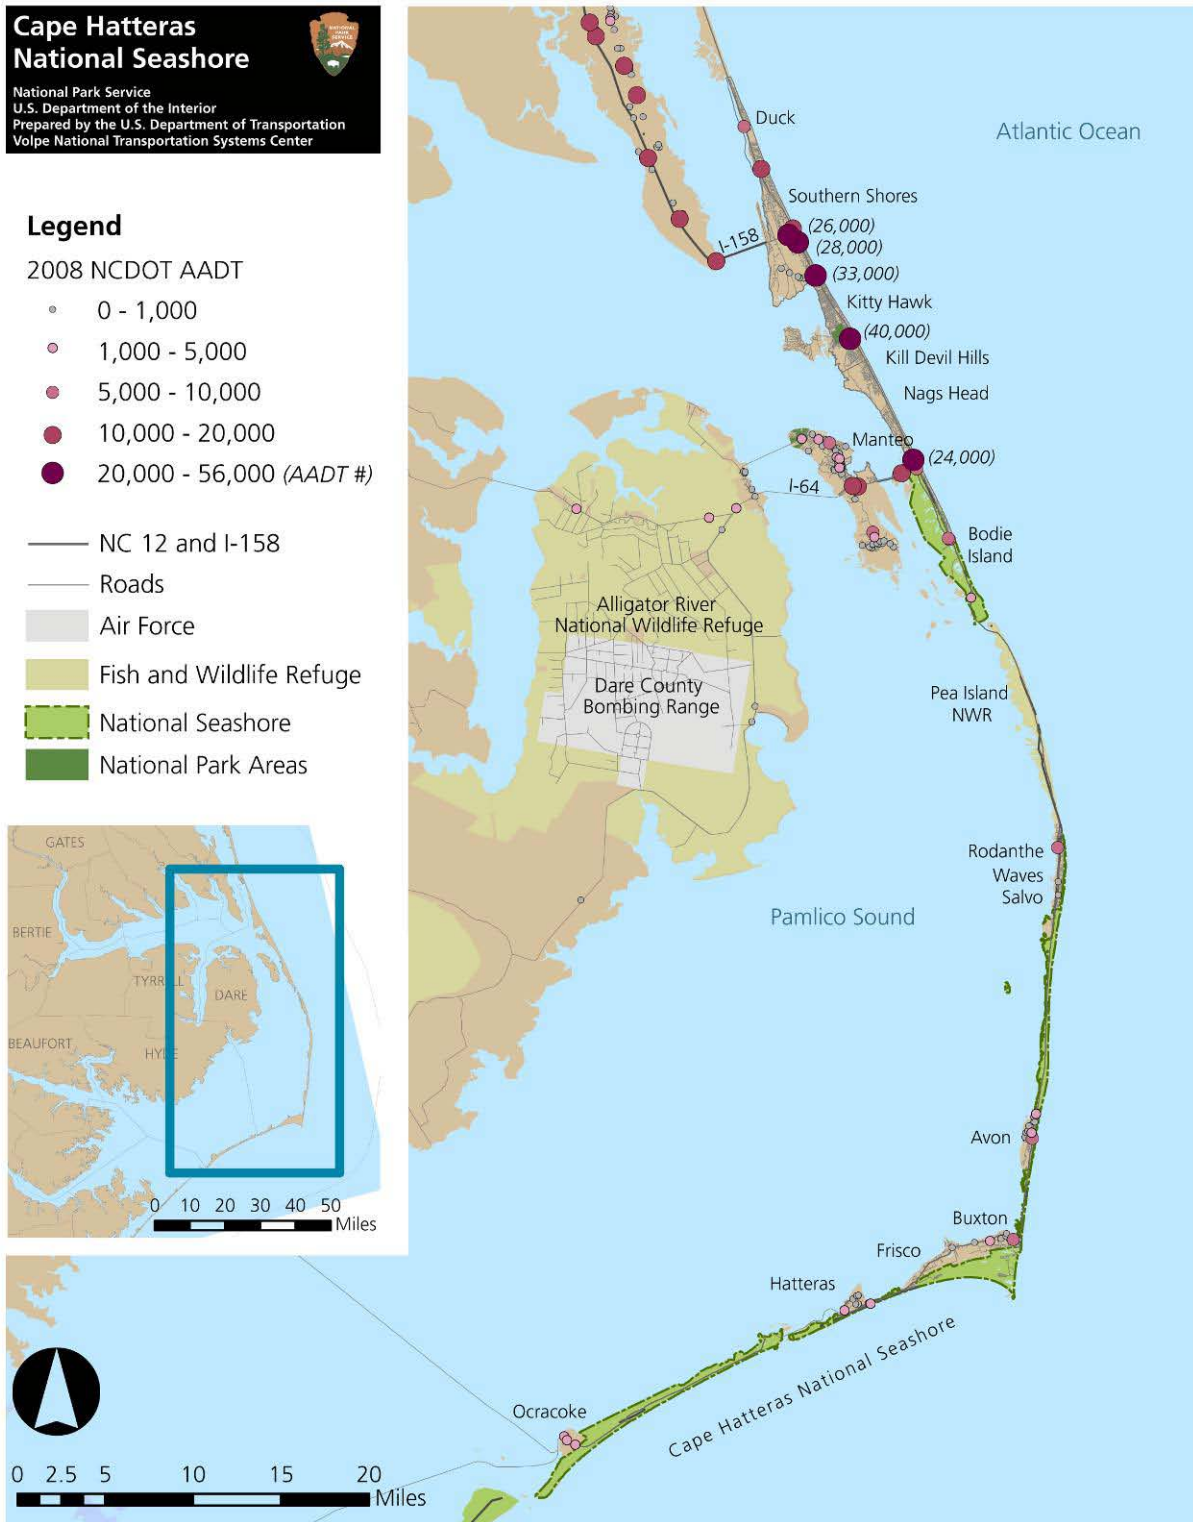 Cape Hatteras
National Seashore
National Park Service
U.S. Department of the Interior
Prepared by the U.S. Department of Transportation
Volpe National Transportation Systems Center
NATIONAL
PARK
SERVICE
Legend
2008 NCDOT AADT
0 - 1,000
1,000 - 5,000
5,000 - 10,000
10,000 - 20,000
20,000 - 56,000 (AADT #)
NC 12 and I-158
Roads
Air Force
Fish and Wildlife Refuge
National Seashore
National Park Areas
GATES
BERTIE
TYRRELL
DARE
BEAUFORT
HYDE
0 10 20 30 40 50
Miles
Duck
Atlantic Ocean
Southern Shores
(26,000)
I-158
(28,000)
(33,000)
Kitty Hawk
(40,000)
Kill Devil Hills
Nags Head
Manteo
(24,000)
I-64
Bodie
Island
Alligator River
National Wildlife Refuge
Dare County
Bombing Range
Pea Island
NWR
Rodanthe
Waves
Salvo
Pamlico Sound
Avon
Buxton
Frisco
Hatteras
Cape Hatteras National Seashore
Ocracoke
0 2.5 5 10 15 20
Miles